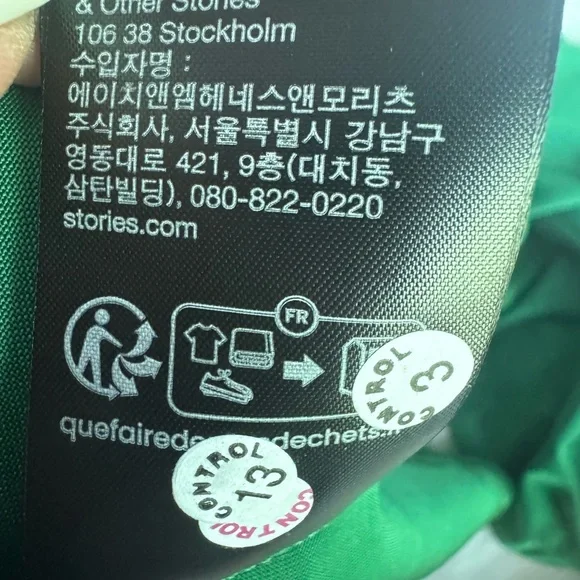 & Other Stories
106 38 Stockholm
수입자명 :
에이치앤엠헤네스앤모리츠
주식회사, 서울특별시 강남구
영동대로 421, 9층(대치동,
삼탄빌딩), 080-822-0220
stories.com
FR
CONTROL
3
CONTROL
13
CONTROL